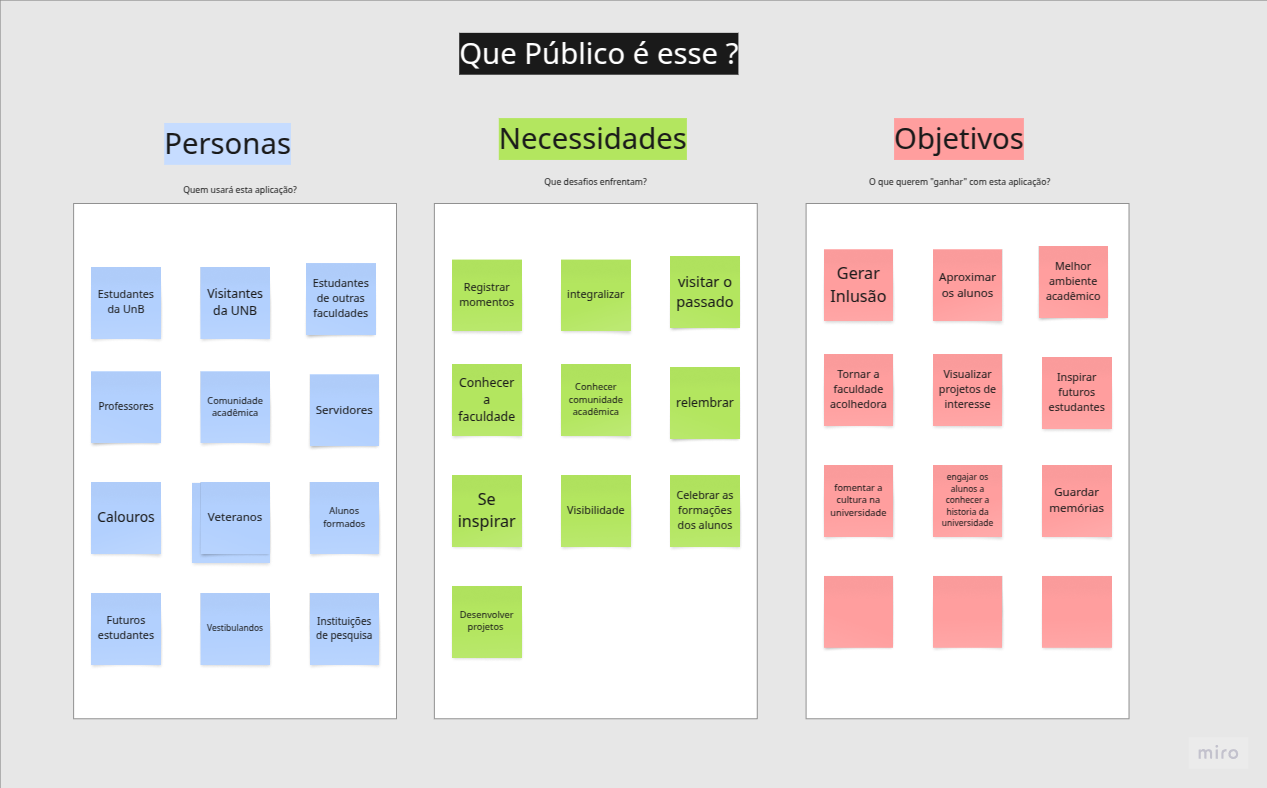 Que Público é esse ?
Personas
Quem usará esta aplicação?
Estudantes
da UnB
Visitantes
da UNB
Estudantes
de outras
faculdades
Professores
Comunidade
acadêmica
Servidores
Calouros
Veteranos
Alunos
formados
Futuros
estudantes
Vestibulandos
Instituições
de pesquisa
Necessidades
Que desafios enfrentam?
Registrar
momentos
integralizar
visitar o
passado
Conhecer
a
faculdade
Conhecer
comunidade
acadêmica
relembrar
Se
inspirar
Visibilidade
Celebrar as
formações
dos alunos
Desenvolver
projetos
Objetivos
O que querem "ganhar" com esta aplicação?
Gerar
Inlusão
Aproximar
os alunos
Melhor
ambiente
acadêmico
Tornar a
faculdade
acolhedora
Visualizar
projetos de
interesse
Inspirar
futuros
estudantes
fomentar a
cultura na
universidade
engajar os
alunos a
conhecer a
historia da
universidade
Guardar
memórias
miro